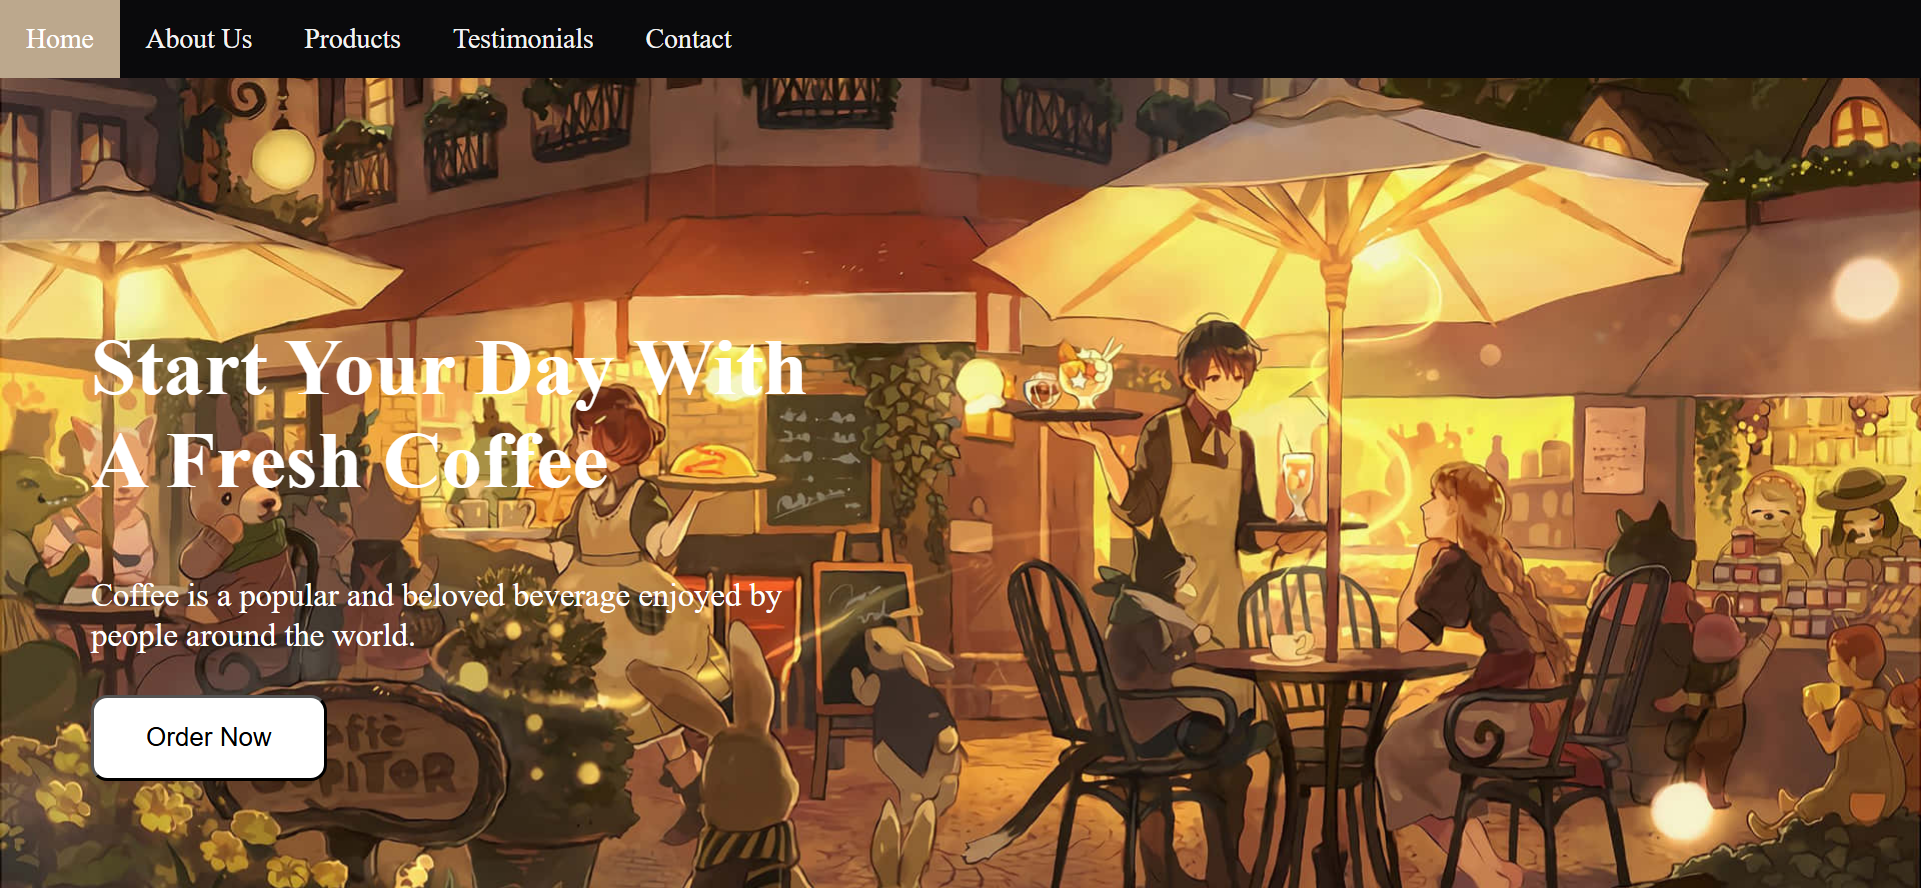 Home
About Us
Products
Testimonials
Contact
Start Your Day With
A Fresh Coffee
Coffee is a popular and beloved beverage enjoyed by
people around the world.
Order Now